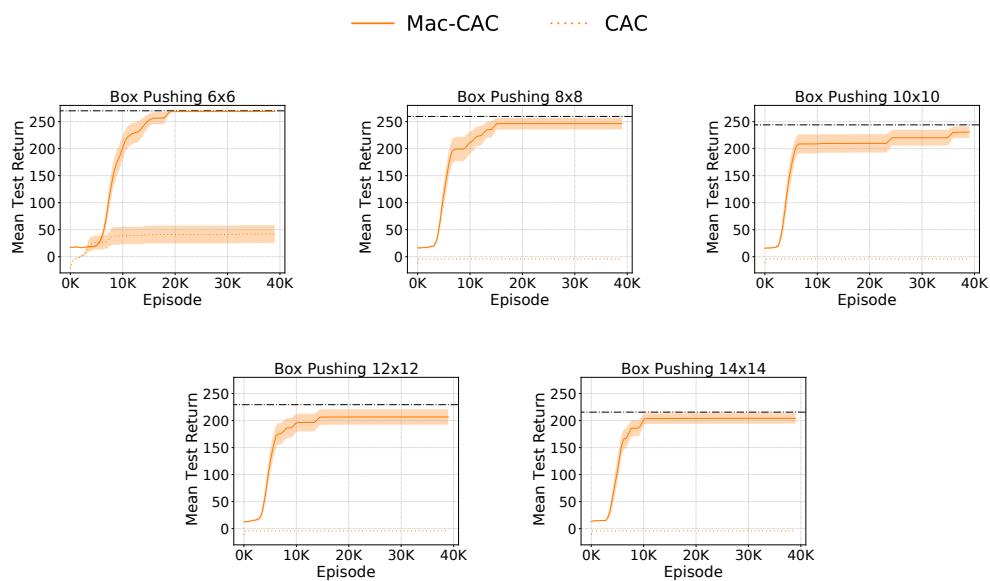 Mac-CAC CAC
Box Pushing 6x6
Mean Test Return
250
200
150
100
50
0
0K 10K 20K 30K 40K
Episode
Box Pushing 8x8
Mean Test Return
250
200
150
100
50
0
0K 10K 20K 30K 40K
Episode
Box Pushing 10x10
Mean Test Return
250
200
150
100
50
0
0K 10K 20K 30K 40K
Episode
Box Pushing 12x12
Mean Test Return
250
200
150
100
50
0
0K 10K 20K 30K 40K
Episode
Box Pushing 14x14
Mean Test Return
250
200
150
100
50
0
0K 10K 20K 30K 40K
Episode